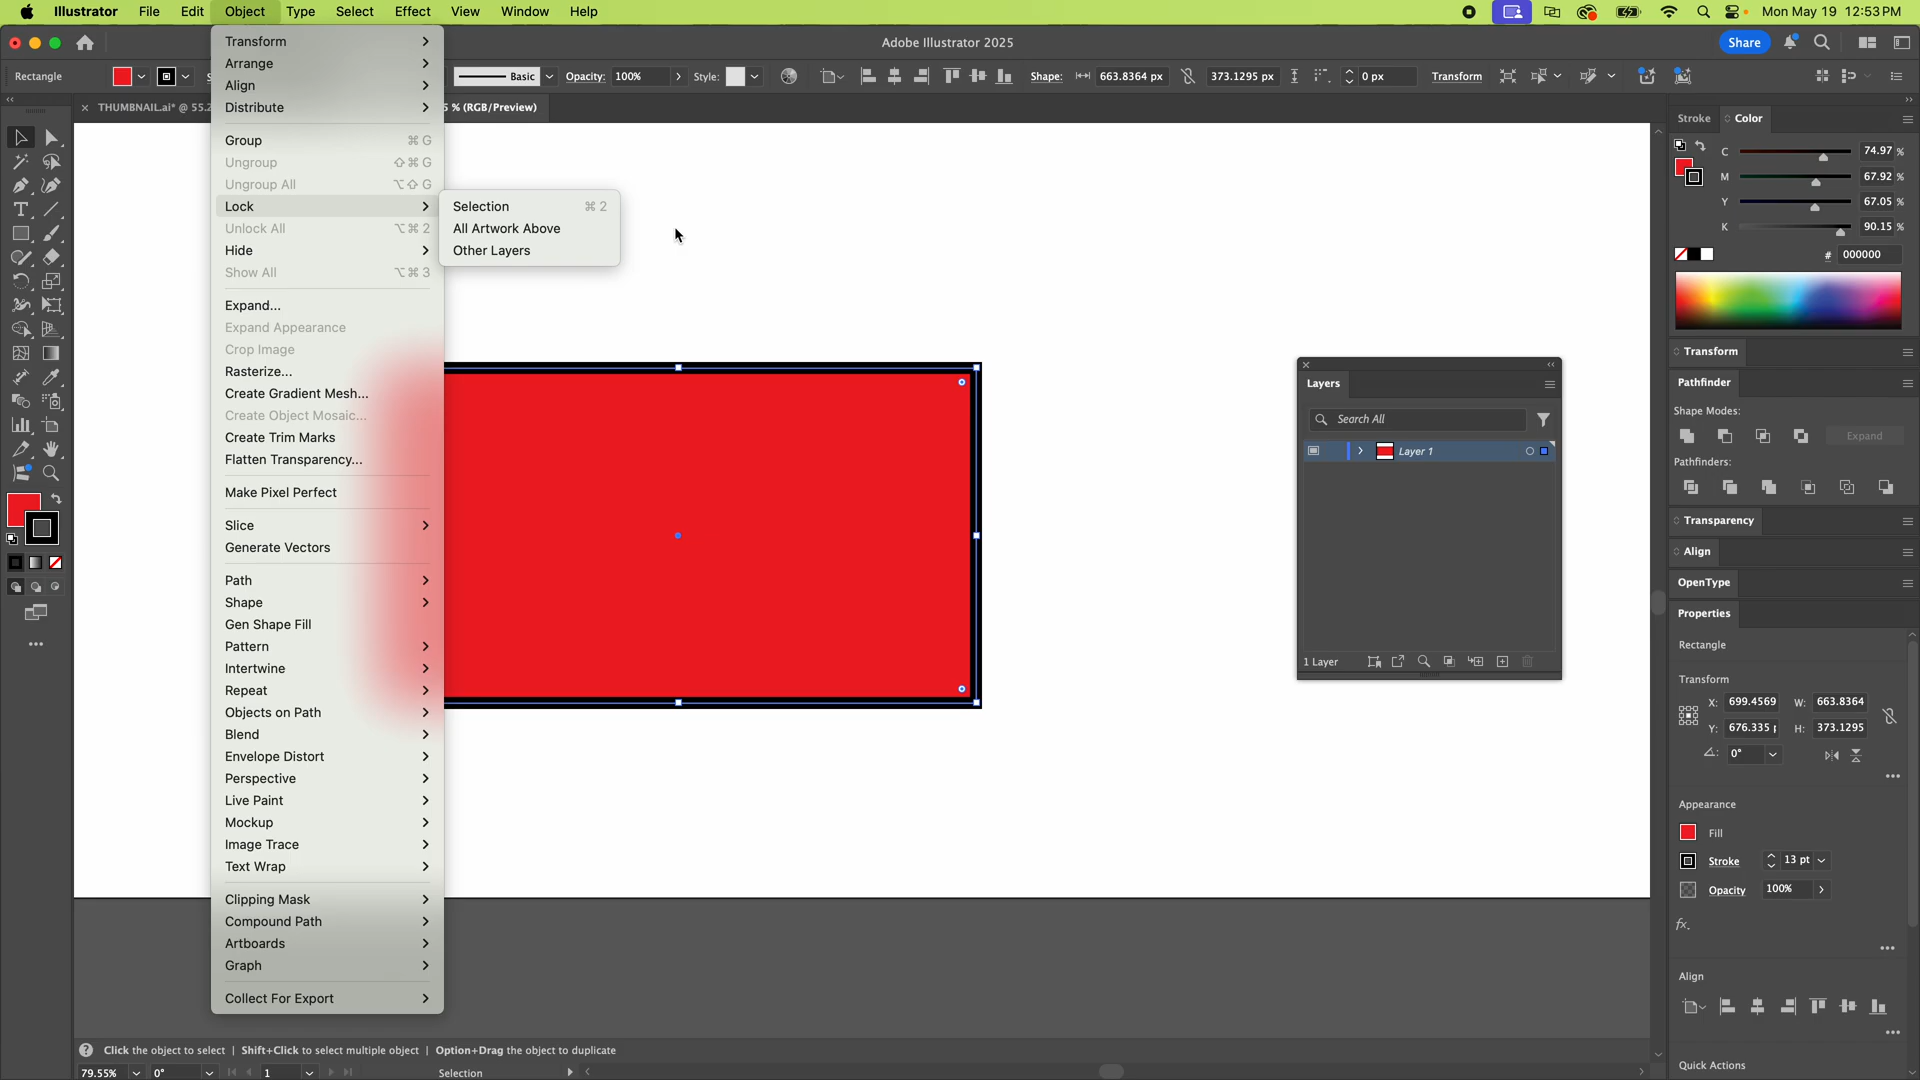 Illustrator File Edit Object Type Select Effect View Window Help Mon May 19 12:53 PM
Adobe Illustrator 2025 Share
Rectangle Basic Opacity: 100% Style: Shape: 663.8364 px 373.1295 px 0 px Transform
THUMBNAIL.ai* @ 55.2 % (RGB/Preview)
Transform
Arrange
Align
Distribute
Group ⌘ G
Ungroup ⇧ ⌘ G
Ungroup All ⌥ ⇧ G
Lock
Unlock All ⌥ ⌘ 2
Hide
Show All ⌥ ⌘ 3
Expand...
Expand Appearance
Crop Image
Rasterize...
Create Gradient Mesh...
Create Object Mosaic...
Create Trim Marks
Flatten Transparency...
Make Pixel Perfect
Slice
Generate Vectors
Path
Shape
Gen Shape Fill
Pattern
Intertwine
Repeat
Objects on Path
Blend
Envelope Distort
Perspective
Live Paint
Mockup
Image Trace
Text Wrap
Clipping Mask
Compound Path
Artboards
Graph
Collect For Export
Selection ⌘ 2
All Artwork Above
Other Layers
Layers
Search All
Layer 1
1 Layer
Stroke Color
C 74.97 %
M 67.92 %
Y 67.05 %
K 90.15 %
# 000000
Transform
Pathfinder
Shape Modes:
Expand
Pathfinders:
Transparency
Align
OpenType
Properties
Rectangle
Transform
X: 699.4569 W: 663.8364
Y: 676.335 H: 373.1295
0°
Appearance
Fill
Stroke 13 pt
Opacity 100%
fx.
Align
Quick Actions
Click the object to select | Shift+Click to select multiple object | Option+Drag the object to duplicate
79.55% 0° 1 Selection